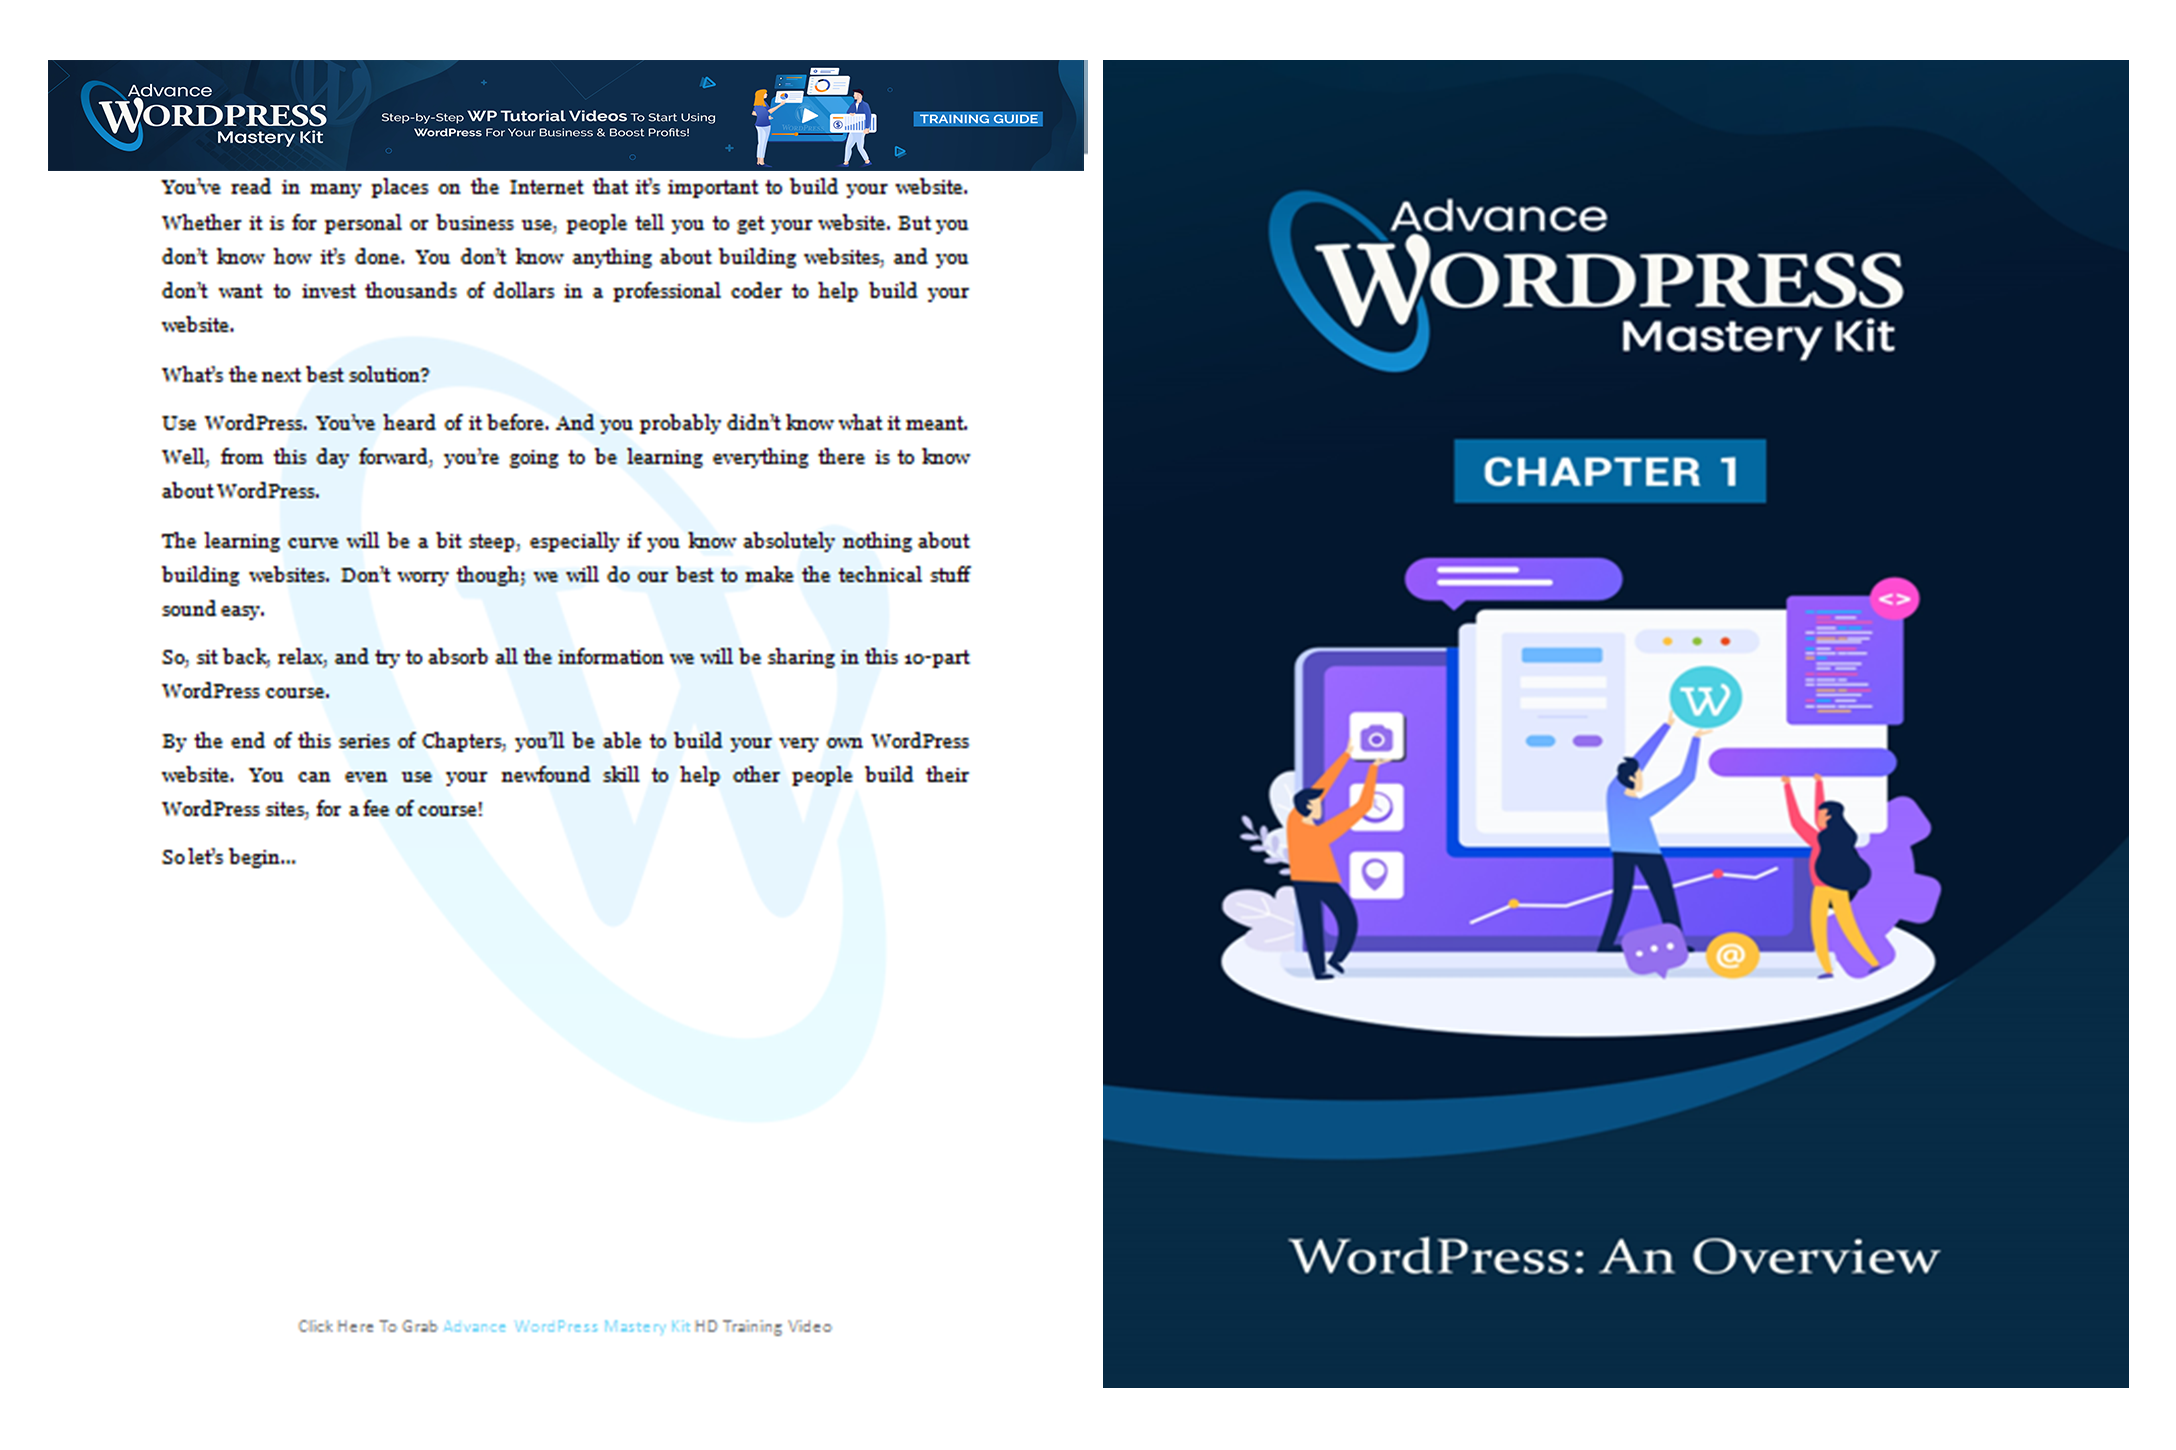 Advance
WORDPRESS
Mastery Kit
Step-by-Step WP Tutorial Videos To Start Using
WordPress For Your Business & Boost Profits!
WORDPRESS
TRAINING GUIDE
You've read in many places on the Internet that it's important to build your website.
Whether it is for personal or business use, people tell you to get your website. But you
don't know how it's done. You don't know anything about building websites, and you
don't want to invest thousands of dollars in a professional coder to help build your
website.
What's the next best solution?
Use WordPress. You've heard of it before. And you probably didn't know what it meant.
Well, from this day forward, you're going to be learning everything there is to know
about WordPress.
The learning curve will be a bit steep, especially if you know absolutely nothing about
building websites. Don't worry though; we will do our best to make the technical stuff
sound easy.
So, sit back, relax, and try to absorb all the information we will be sharing in this 10-part
WordPress course.
By the end of this series of Chapters, you'll be able to build your very own WordPress
website. You can even use your newfound skill to help other people build their
WordPress sites, for a fee of course!
So let's begin...
Click Here To Grab Advance WordPress Mastery Kit HD Training Video
Advance
WORDPRESS
Mastery Kit
CHAPTER 1
<>
W
@
WordPress: An Overview